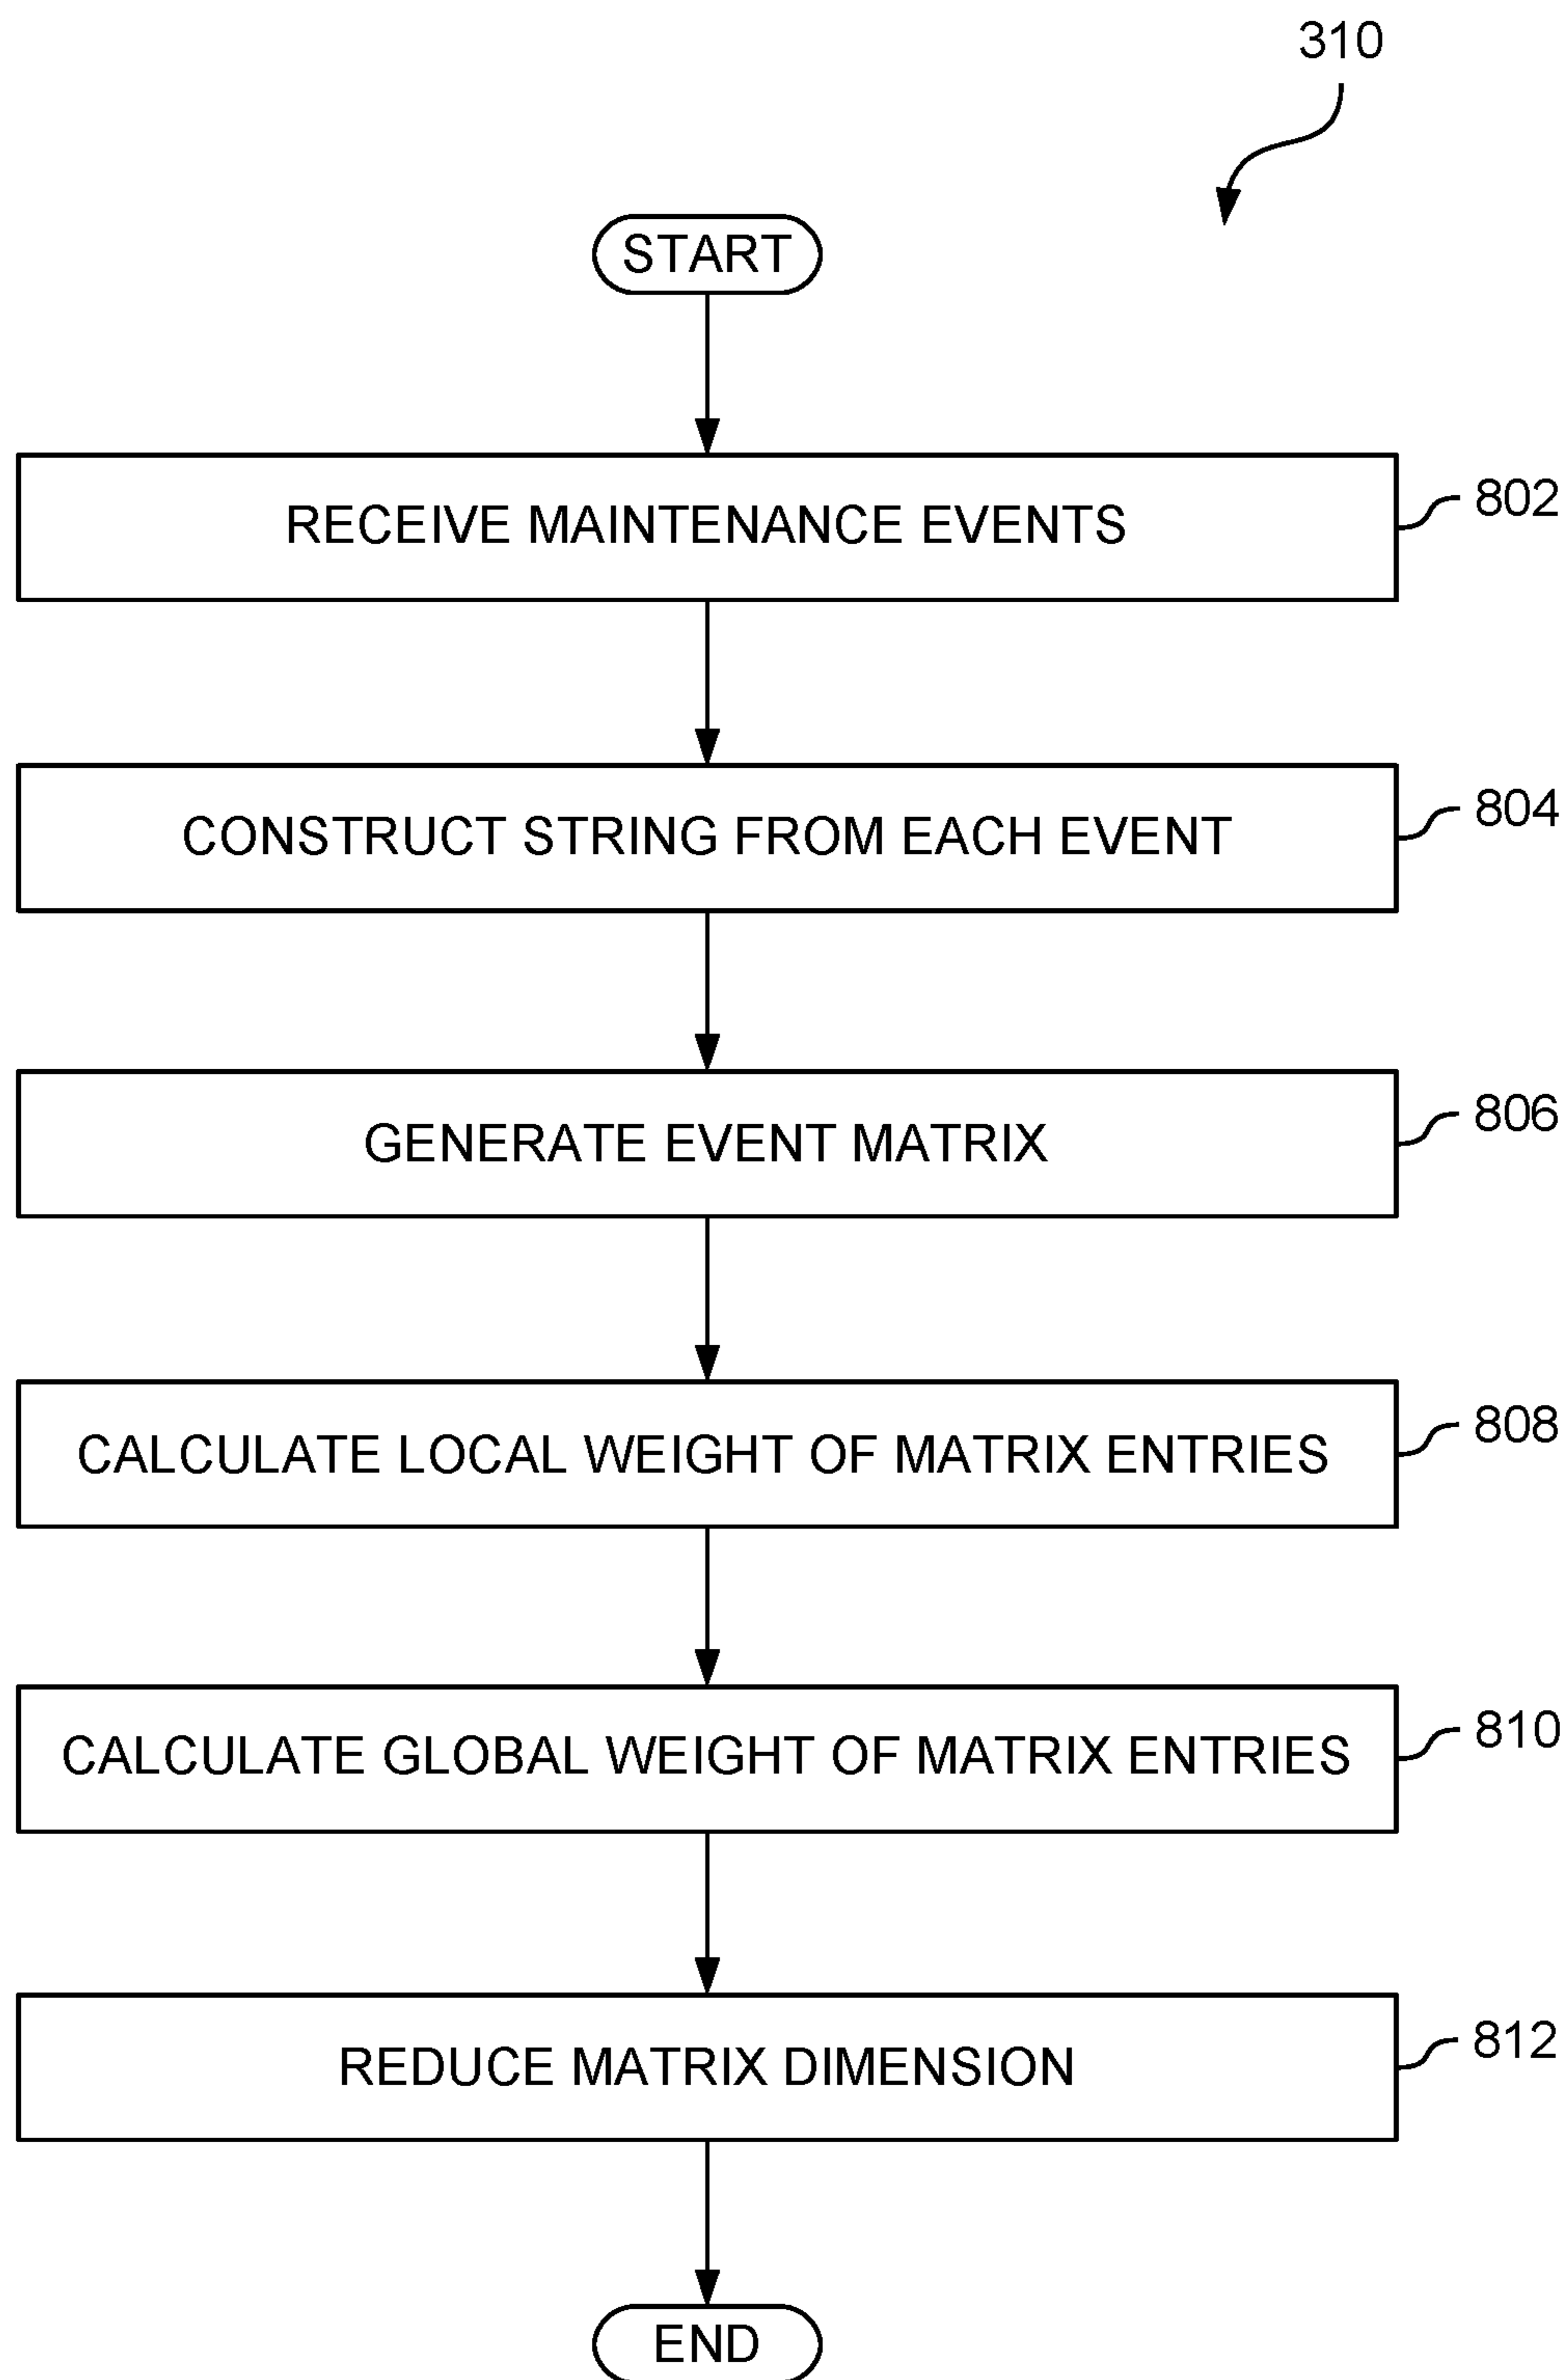 310
START
RECEIVE MAINTENANCE EVENTS
802
CONSTRUCT STRING FROM EACH EVENT
804
GENERATE EVENT MATRIX
806
CALCULATE LOCAL WEIGHT OF MATRIX ENTRIES
808
CALCULATE GLOBAL WEIGHT OF MATRIX ENTRIES
810
REDUCE MATRIX DIMENSION
812
END